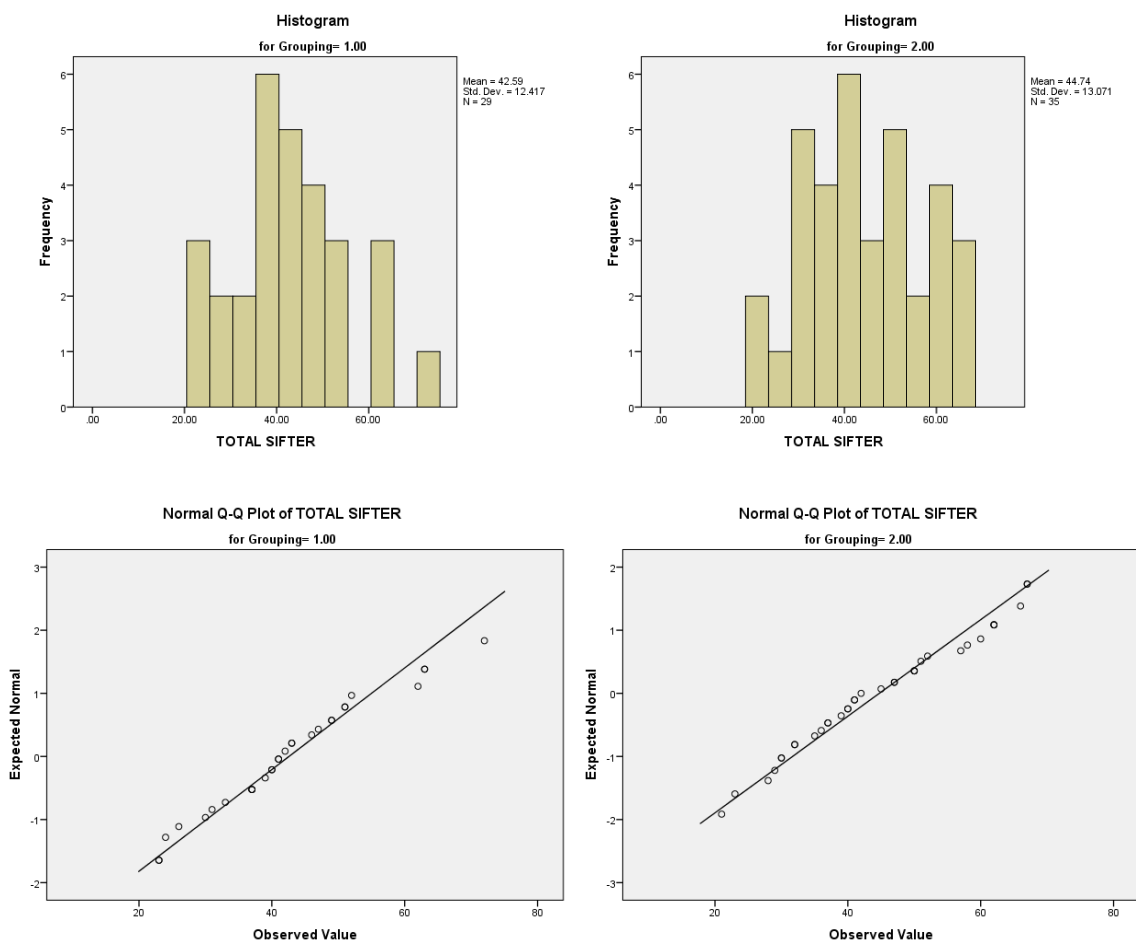 Histogram
for Grouping= 1.00
Mean = 42.59
Std. Dev. = 12.417
N = 29
Frequency
6
5
4
3
2
1
0
.00 20.00 40.00 60.00
TOTAL SIFTER
Histogram
for Grouping= 2.00
Mean = 44.74
Std. Dev. = 13.071
N = 35
Frequency
6
5
4
3
2
1
0
.00 20.00 40.00 60.00
TOTAL SIFTER
Normal Q-Q Plot of TOTAL SIFTER
for Grouping= 1.00
Expected Normal
3
2
1
0
-1
-2
20 40 60 80
Observed Value
Normal Q-Q Plot of TOTAL SIFTER
for Grouping= 2.00
Expected Normal
2
1
0
-1
-2
-3
20 40 60 80
Observed Value